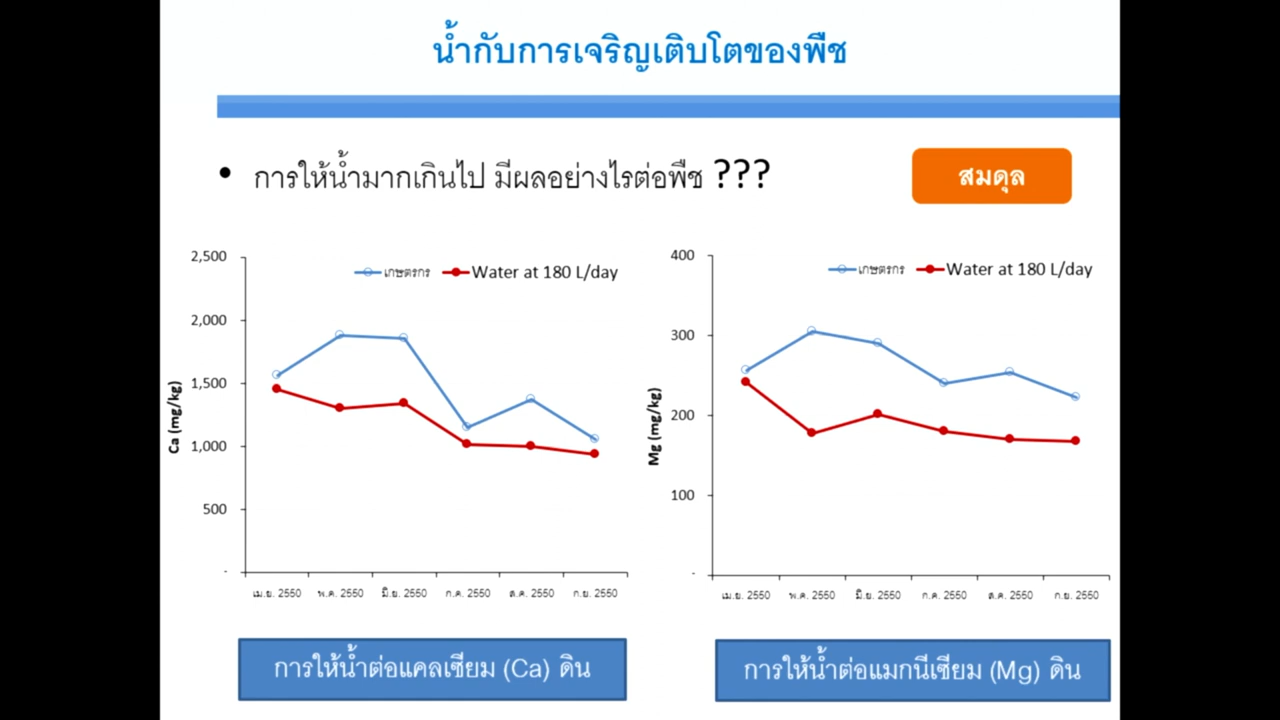 น้ำกับการเจริญเติบโตของพืช
• การให้น้ำมากเกินไป มีผลอย่างไรต่อพืช ???
สมดุล
เกษตรกร
Water at 180 L/day
2,500
2,000
1,500
1,000
500
-
Ca (mg/kg)
เม.ย. 2550 พ.ค. 2550 มิ.ย. 2550 ก.ค. 2550 ส.ค. 2550 ก.ย. 2550
การให้น้ำต่อแคลเซียม (Ca) ดิน
เกษตรกร
Water at 180 L/day
400
300
200
100
-
Mg (mg/kg)
เม.ย. 2550 พ.ค. 2550 มิ.ย. 2550 ก.ค. 2550 ส.ค. 2550 ก.ย. 2550
การให้น้ำต่อแมกนีเซียม (Mg) ดิน